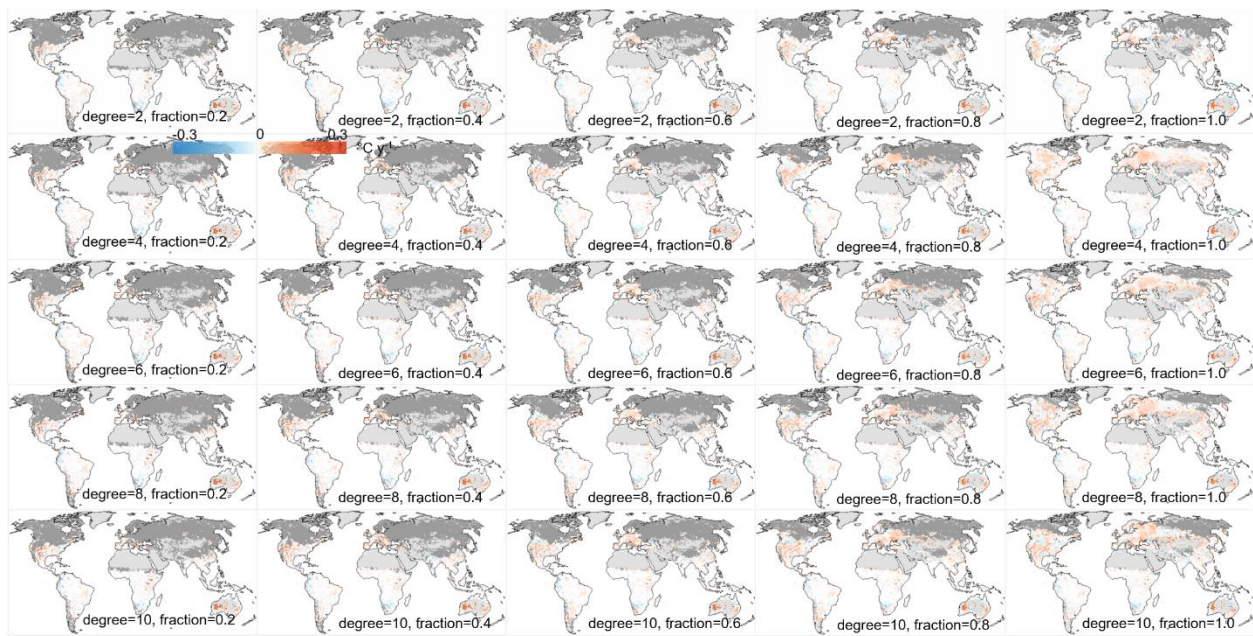 degree=2, fraction=0.2
degree=2, fraction=0.4
degree=2, fraction=0.6
degree=2, fraction=0.8
degree=2, fraction=1.0
-0.3 0 0.3
°C y⁻¹
degree=4, fraction=0.2
degree=4, fraction=0.4
degree=4, fraction=0.6
degree=4, fraction=0.8
degree=4, fraction=1.0
degree=6, fraction=0.2
degree=6, fraction=0.4
degree=6, fraction=0.6
degree=6, fraction=0.8
degree=6, fraction=1.0
degree=8, fraction=0.2
degree=8, fraction=0.4
degree=8, fraction=0.6
degree=8, fraction=0.8
degree=8, fraction=1.0
degree=10, fraction=0.2
degree=10, fraction=0.4
degree=10, fraction=0.6
degree=10, fraction=0.8
degree=10, fraction=1.0